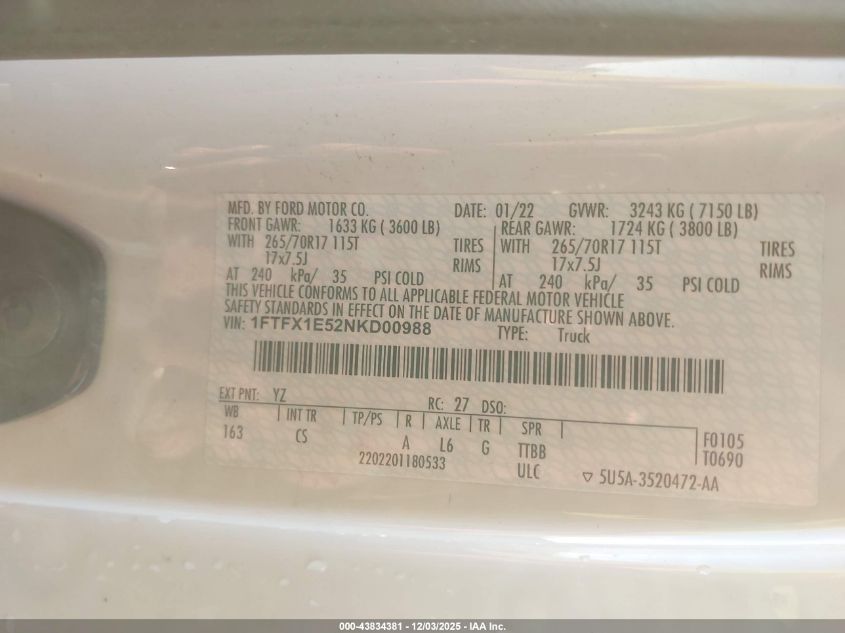 MFD. BY FORD MOTOR CO. DATE: 01/22 GVWR: 3243 KG ( 7150 LB)
FRONT GAWR: 1633 KG ( 3600 LB) REAR GAWR: 1724 KG ( 3800 LB)
WITH 265/70R17 115T TIRES WITH 265/70R17 115T TIRES
17x7.5J RIMS 17x7.5J RIMS
AT 240 kPa/ 35 PSI COLD AT 240 kPa/ 35 PSI COLD
THIS VEHICLE CONFORMS TO ALL APPLICABLE FEDERAL MOTOR VEHICLE
SAFETY STANDARDS IN EFFECT ON THE DATE OF MANUFACTURE SHOWN ABOVE.
VIN: 1FTFX1E52NKD00988 TYPE: Truck
EXT PNT: YZ RC: 27 DSO:
WB INT TR TP/PS R AXLE TR SPR
163 CS A L6 G TTBB F0105
2202201180533 ULC T0690
5U5A-3520472-AA
000-43834381 - 12/03/2025 - IAA Inc.